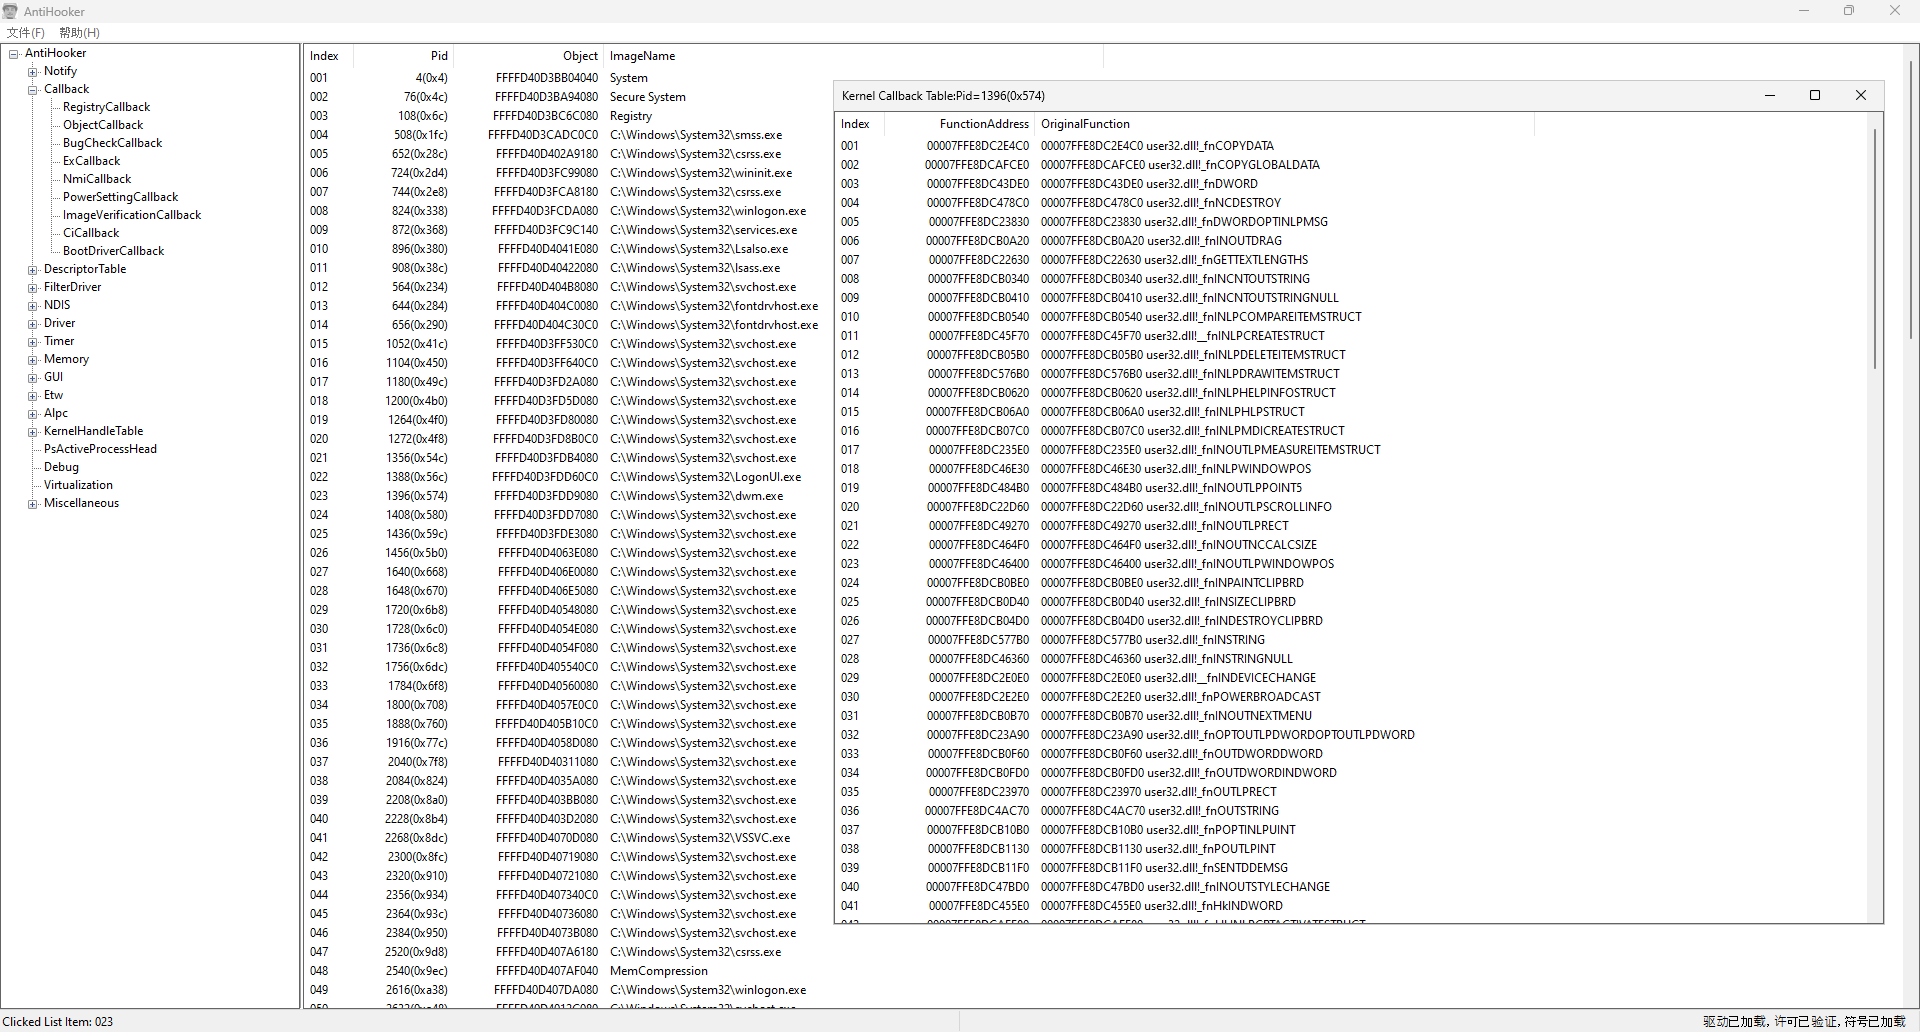 AntiHooker
文件(F) 帮助(H)
AntiHooker
Notify
Callback
RegistryCallback
ObjectCallback
BugCheckCallback
ExCallback
NmiCallback
PowerSettingCallback
ImageVerificationCallback
CiCallback
BootDriverCallback
DescriptorTable
FilterDriver
NDIS
Driver
Timer
Memory
GUI
Etw
Alpc
KernelHandleTable
PsActiveProcessHead
Debug
Virtualization
Miscellaneous
Index Pid Object ImageName
001 4(0x4) FFFFD40D3BB04040 System
002 76(0x4c) FFFFD40D3BA94080 Secure System
003 108(0x6c) FFFFD40D3BC6C080 Registry
004 508(0x1fc) FFFFD40D3CADC0C0 C:\Windows\System32\smss.exe
005 652(0x28c) FFFFD40D402A9180 C:\Windows\System32\csrss.exe
006 724(0x2d4) FFFFD40D3FC99080 C:\Windows\System32\wininit.exe
007 744(0x2e8) FFFFD40D3FCA8180 C:\Windows\System32\csrss.exe
008 824(0x338) FFFFD40D3FCDA080 C:\Windows\System32\winlogon.exe
009 872(0x368) FFFFD40D3FC9C140 C:\Windows\System32\services.exe
010 896(0x380) FFFFD40D4041E080 C:\Windows\System32\LsaIso.exe
011 908(0x38c) FFFFD40D40422080 C:\Windows\System32\lsass.exe
012 564(0x234) FFFFD40D404B8080 C:\Windows\System32\svchost.exe
013 644(0x284) FFFFD40D404C0080 C:\Windows\System32\fontdrvhost.exe
014 656(0x290) FFFFD40D404C30C0 C:\Windows\System32\fontdrvhost.exe
015 1052(0x41c) FFFFD40D3FF530C0 C:\Windows\System32\svchost.exe
016 1104(0x450) FFFFD40D3FF640C0 C:\Windows\System32\svchost.exe
017 1180(0x49c) FFFFD40D3FD2A080 C:\Windows\System32\svchost.exe
018 1200(0x4b0) FFFFD40D3FD5D080 C:\Windows\System32\svchost.exe
019 1264(0x4f0) FFFFD40D3FD80080 C:\Windows\System32\svchost.exe
020 1272(0x4f8) FFFFD40D3FD8B0C0 C:\Windows\System32\svchost.exe
021 1356(0x54c) FFFFD40D3FDB4080 C:\Windows\System32\svchost.exe
022 1388(0x56c) FFFFD40D3FDD60C0 C:\Windows\System32\LogonUI.exe
023 1396(0x574) FFFFD40D3FDD9080 C:\Windows\System32\dwm.exe
024 1408(0x580) FFFFD40D3FDD7080 C:\Windows\System32\svchost.exe
025 1436(0x59c) FFFFD40D3FDE3080 C:\Windows\System32\svchost.exe
026 1456(0x5b0) FFFFD40D4063E080 C:\Windows\System32\svchost.exe
027 1640(0x668) FFFFD40D406E0080 C:\Windows\System32\svchost.exe
028 1648(0x670) FFFFD40D406E5080 C:\Windows\System32\svchost.exe
029 1720(0x6b8) FFFFD40D40548080 C:\Windows\System32\svchost.exe
030 1728(0x6c0) FFFFD40D4054E080 C:\Windows\System32\svchost.exe
031 1736(0x6c8) FFFFD40D4054F080 C:\Windows\System32\svchost.exe
032 1756(0x6dc) FFFFD40D405540C0 C:\Windows\System32\svchost.exe
033 1784(0x6f8) FFFFD40D40560080 C:\Windows\System32\svchost.exe
034 1800(0x708) FFFFD40D4057E0C0 C:\Windows\System32\svchost.exe
035 1888(0x760) FFFFD40D405B10C0 C:\Windows\System32\svchost.exe
036 1916(0x77c) FFFFD40D4058D080 C:\Windows\System32\svchost.exe
037 2040(0x7f8) FFFFD40D40311080 C:\Windows\System32\svchost.exe
038 2084(0x824) FFFFD40D4035A080 C:\Windows\System32\svchost.exe
039 2208(0x8a0) FFFFD40D403BB080 C:\Windows\System32\svchost.exe
040 2228(0x8b4) FFFFD40D403D2080 C:\Windows\System32\svchost.exe
041 2268(0x8dc) FFFFD40D4070D080 C:\Windows\System32\VSSVC.exe
042 2300(0x8fc) FFFFD40D40719080 C:\Windows\System32\svchost.exe
043 2320(0x910) FFFFD40D40721080 C:\Windows\System32\svchost.exe
044 2356(0x934) FFFFD40D407340C0 C:\Windows\System32\svchost.exe
045 2364(0x93c) FFFFD40D40736080 C:\Windows\System32\svchost.exe
046 2384(0x950) FFFFD40D4073B080 C:\Windows\System32\svchost.exe
047 2520(0x9d8) FFFFD40D407A6180 C:\Windows\System32\csrss.exe
048 2540(0x9ec) FFFFD40D407AF040 MemCompression
049 2616(0xa38) FFFFD40D407DA080 C:\Windows\System32\winlogon.exe
Kernel Callback Table:Pid=1396(0x574)
Index FunctionAddress OriginalFunction
001 00007FFE8DC2E4C0 00007FFE8DC2E4C0 user32.dll!_fnCOPYDATA
002 00007FFE8DCAFCE0 00007FFE8DCAFCE0 user32.dll!_fnCOPYGLOBALDATA
003 00007FFE8DC43DE0 00007FFE8DC43DE0 user32.dll!_fnDWORD
004 00007FFE8DC478C0 00007FFE8DC478C0 user32.dll!_fnNCDESTROY
005 00007FFE8DC23830 00007FFE8DC23830 user32.dll!_fnDWORDOPTINLPMSG
006 00007FFE8DCB0A20 00007FFE8DCB0A20 user32.dll!_fnINOUTDRAG
007 00007FFE8DC22630 00007FFE8DC22630 user32.dll!_fnGETTEXTLENGTHS
008 00007FFE8DCB0340 00007FFE8DCB0340 user32.dll!_fnINCNTOUTSTRING
009 00007FFE8DCB0410 00007FFE8DCB0410 user32.dll!_fnINCNTOUTSTRINGNULL
010 00007FFE8DCB0540 00007FFE8DCB0540 user32.dll!_fnINLPCOMPAREITEMSTRUCT
011 00007FFE8DC45F70 00007FFE8DC45F70 user32.dll!__fnINLPCREATESTRUCT
012 00007FFE8DCB05B0 00007FFE8DCB05B0 user32.dll!_fnINLPDELETEITEMSTRUCT
013 00007FFE8DC576B0 00007FFE8DC576B0 user32.dll!_fnINLPDRAWITEMSTRUCT
014 00007FFE8DCB0620 00007FFE8DCB0620 user32.dll!_fnINLPHELPINFOSTRUCT
015 00007FFE8DCB06A0 00007FFE8DCB06A0 user32.dll!_fnINLPHLPSTRUCT
016 00007FFE8DCB07C0 00007FFE8DCB07C0 user32.dll!_fnINLPMDICREATESTRUCT
017 00007FFE8DC235E0 00007FFE8DC235E0 user32.dll!_fnINOUTLPMEASUREITEMSTRUCT
018 00007FFE8DC46E30 00007FFE8DC46E30 user32.dll!_fnINLPWINDOWPOS
019 00007FFE8DC484B0 00007FFE8DC484B0 user32.dll!_fnINOUTLPPOINT5
020 00007FFE8DC22D60 00007FFE8DC22D60 user32.dll!_fnINOUTLPSCROLLINFO
021 00007FFE8DC49270 00007FFE8DC49270 user32.dll!_fnINOUTLPRECT
022 00007FFE8DC464F0 00007FFE8DC464F0 user32.dll!_fnINOUTNCCALCSIZE
023 00007FFE8DC46400 00007FFE8DC46400 user32.dll!_fnINOUTLPWINDOWPOS
024 00007FFE8DCB0BE0 00007FFE8DCB0BE0 user32.dll!_fnINPAINTCLIPBRD
025 00007FFE8DCB0D40 00007FFE8DCB0D40 user32.dll!_fnINSIZECLIPBRD
026 00007FFE8DCB04D0 00007FFE8DCB04D0 user32.dll!_fnINDESTROYCLIPBRD
027 00007FFE8DC577B0 00007FFE8DC577B0 user32.dll!_fnINSTRING
028 00007FFE8DC46360 00007FFE8DC46360 user32.dll!_fnINSTRINGNULL
029 00007FFE8DC2E0E0 00007FFE8DC2E0E0 user32.dll!__fnINDEVICECHANGE
030 00007FFE8DC2E2E0 00007FFE8DC2E2E0 user32.dll!_fnPOWERBROADCAST
031 00007FFE8DCB0B70 00007FFE8DCB0B70 user32.dll!_fnINOUTNEXTMENU
032 00007FFE8DC23A90 00007FFE8DC23A90 user32.dll!_fnOPTOUTLPDWORDOPTOUTLPDWORD
033 00007FFE8DCB0F60 00007FFE8DCB0F60 user32.dll!_fnOUTDWORDDWORD
034 00007FFE8DCB0FD0 00007FFE8DCB0FD0 user32.dll!_fnOUTDWORDINDWORD
035 00007FFE8DC23970 00007FFE8DC23970 user32.dll!_fnOUTLPRECT
036 00007FFE8DC4AC70 00007FFE8DC4AC70 user32.dll!_fnOUTSTRING
037 00007FFE8DCB10B0 00007FFE8DCB10B0 user32.dll!_fnPOPTINLPUINT
038 00007FFE8DCB1130 00007FFE8DCB1130 user32.dll!_fnPOUTLPINT
039 00007FFE8DCB11F0 00007FFE8DCB11F0 user32.dll!_fnSENTDDEMSG
040 00007FFE8DC47BD0 00007FFE8DC47BD0 user32.dll!_fnINOUTSTYLECHANGE
041 00007FFE8DC455E0 00007FFE8DC455E0 user32.dll!_fnHkINDWORD
Clicked List Item: 023
驱动已加载, 许可已验证, 符号已加载